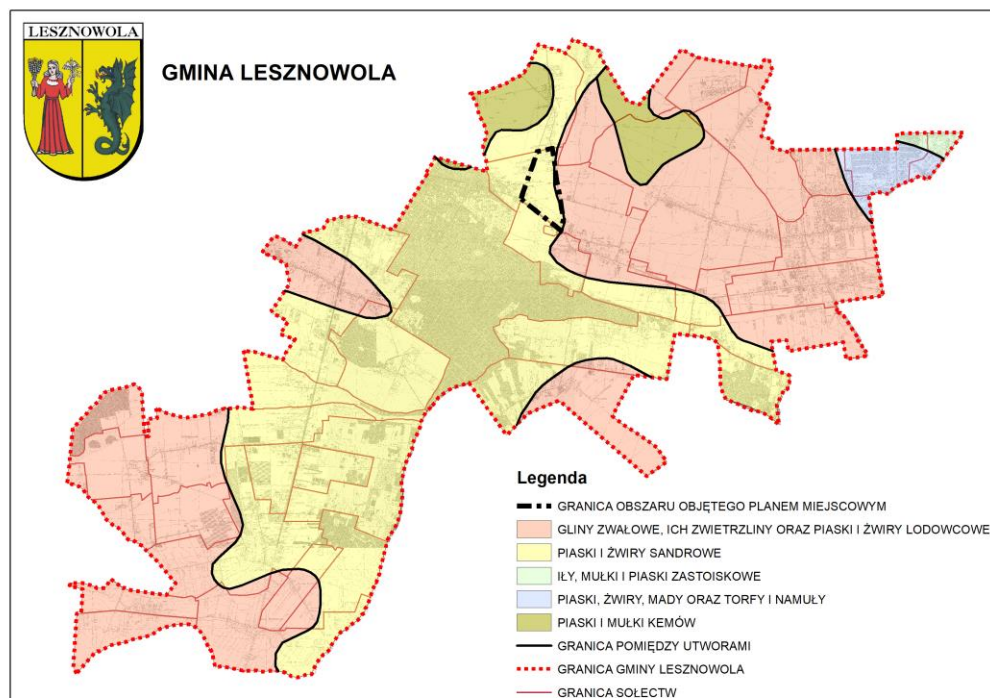 LESZNOWOLA
GMINA LESZNOWOLA
Legenda
GRANICA OBSZARU OBJĘTEGO PLANEM MIEJSCOWYM
GLINY ZWAŁOWE, ICH ZWIETRZLINY ORAZ PIASKI I ŻWIRY LODOWCOWE
PIASKI I ŻWIRY SANDROWE
IŁY, MUŁKI I PIASKI ZASTOISKOWE
PIASKI, ŻWIRY, MADY ORAZ TORFY I NAMUŁY
PIASKI I MUŁKI KEMÓW
GRANICA POMIĘDZY UTWORAMI
GRANICA GMINY LESZNOWOLA
GRANICA SOŁECTW